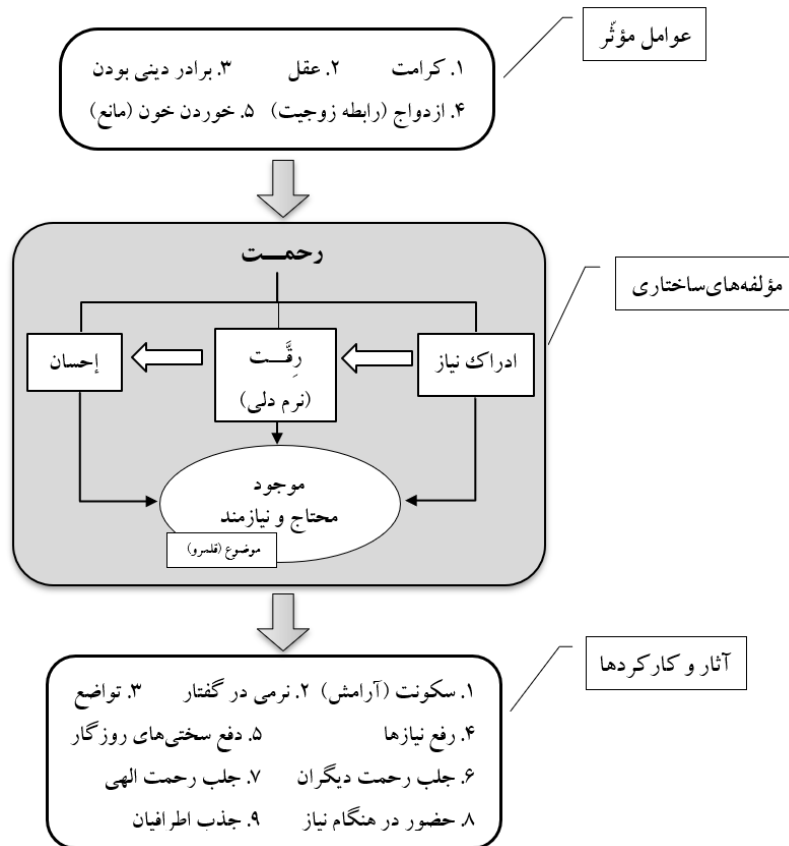 عوامل مؤثّر
۱. کرامت ۲. عقل ۳. برادر دینی بودن
۴. ازدواج (رابطه زوجیت) ۵. خوردن خون (مانع)
مؤلفه‌های‌ساختاری
رحمــت
ادراک نیاز
رِقَّــت
(نرم دلی)
إحسان
موجود
محتاج و نیازمند
موضوع (قلمرو)
آثار و کارکردها
۱. سکونت (آرامش) ۲. نرمی در گفتار ۳. تواضع
۴. رفع نیازها ۵. دفع سختی‌های روزگار
۶. جلب رحمت دیگران ۷. جلب رحمت الهی
۸. حضور در هنگام نیاز ۹. جذب اطرافیان